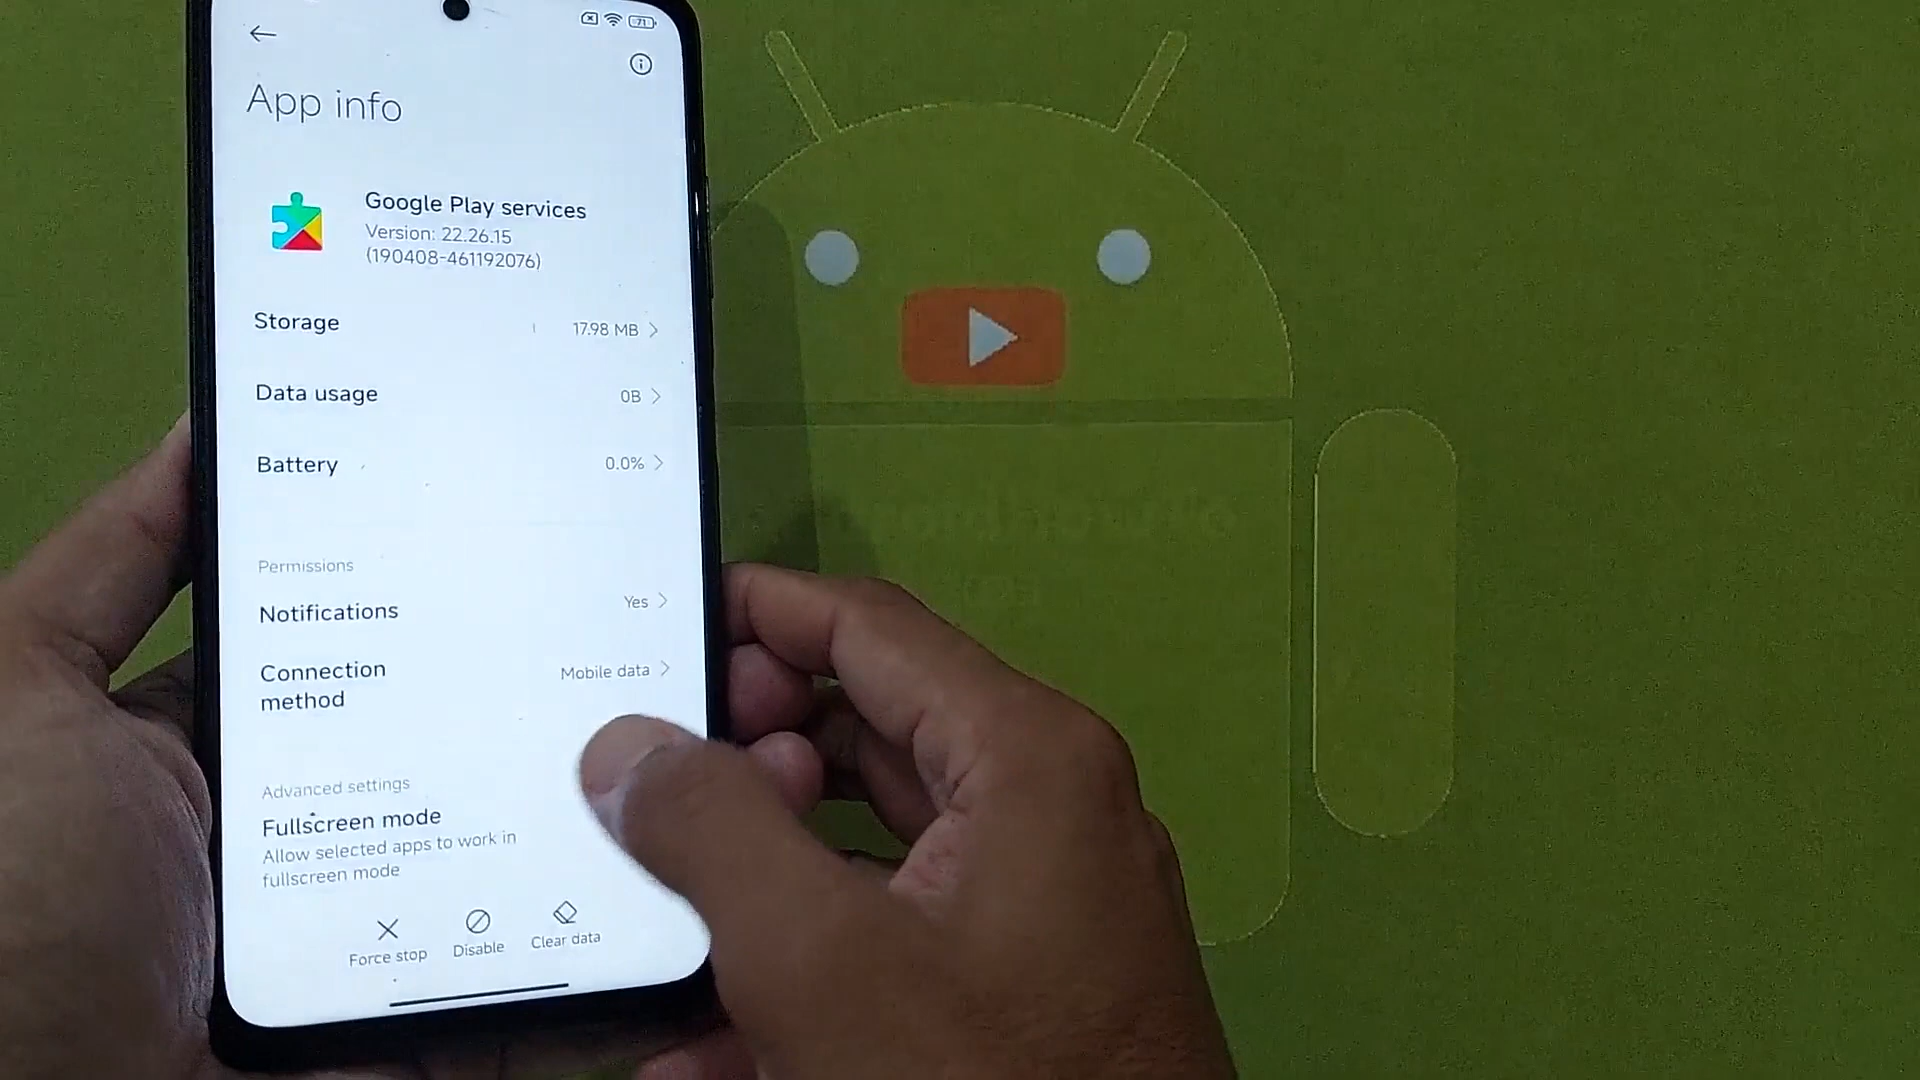 71
App info
Google Play services
Version: 22.26.15
(190408-461192076)
Storage
17.98 MB
Data usage
0B
Battery
0.0%
Permissions
Notifications
Yes
Connection
method
Mobile data
Advanced settings
Fullscreen mode
Allow selected apps to work in
fullscreen mode
Force stop
Disable
Clear data